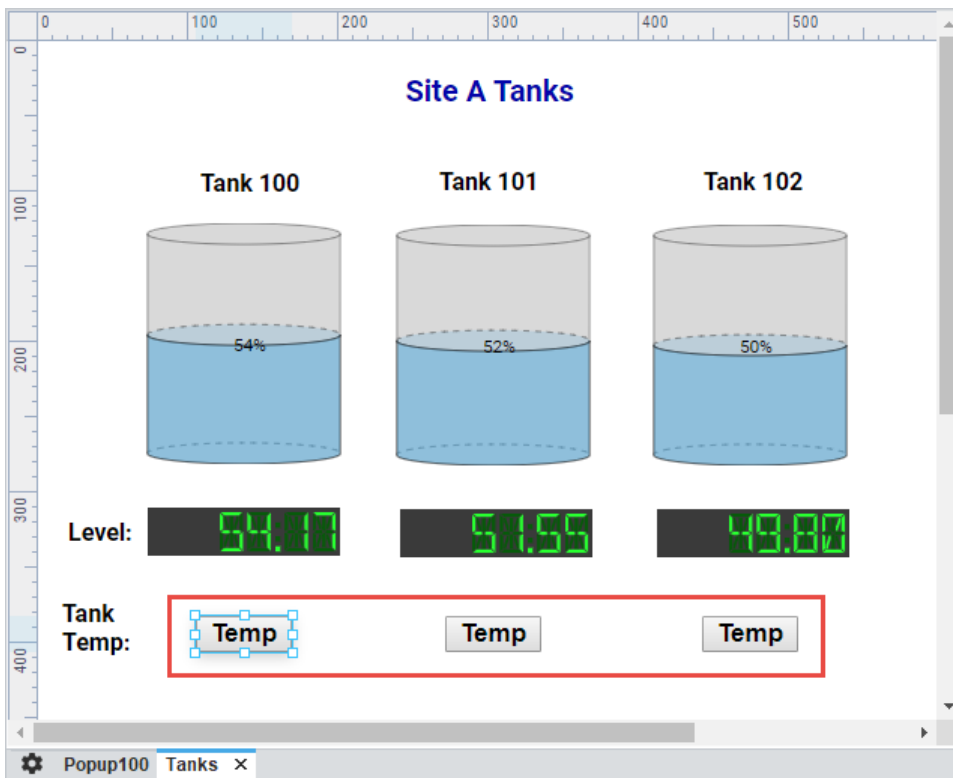 0 100 200 300 400 500
0
Site A Tanks
Tank 100 Tank 101 Tank 102
100
54% 52% 50%
200
300
Level: 54.17 51.55 49.80
Tank
Temp: Temp Temp Temp
400
Popup100 Tanks ×